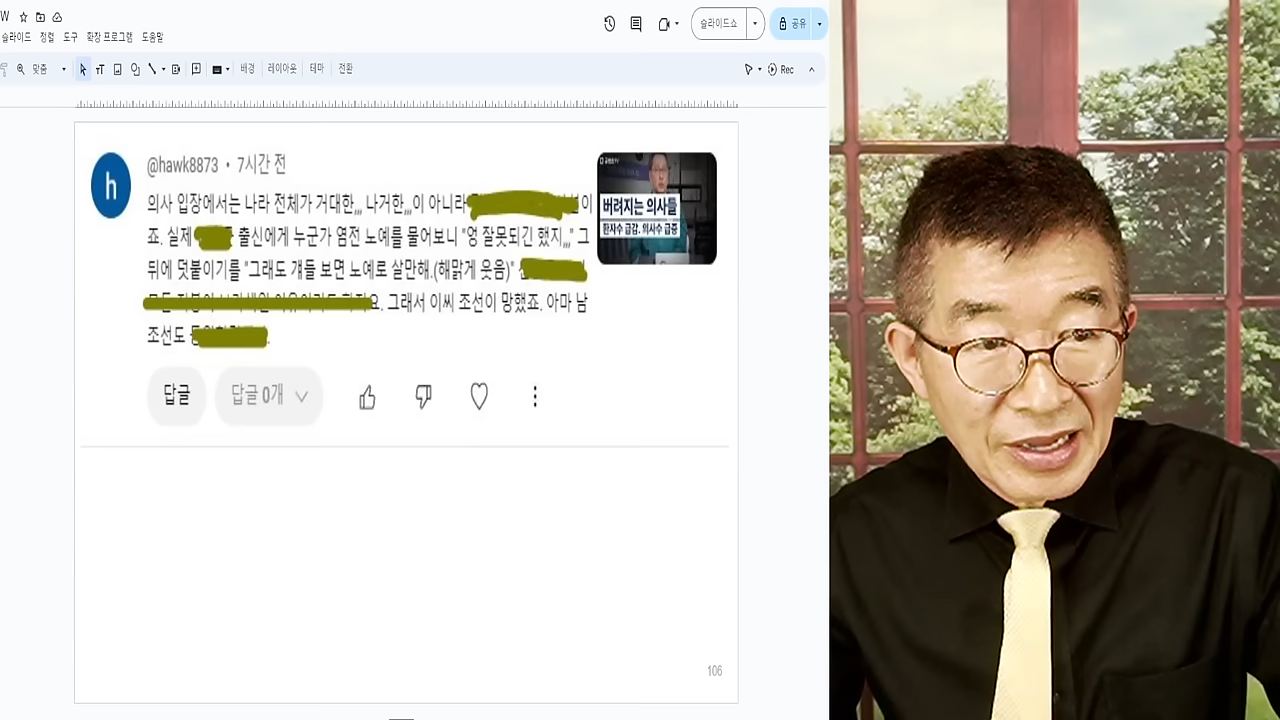 W
슬라이드쇼
공유
슬라이드 정렬 도구 확장 프로그램 도움말
맞춤 배경 레이아웃 테마 전환 Rec
h
@hawk8873 • 7시간 전
의사 입장에서는 나라 전체가 거대한,,, 나거한,,,이 아니라 이
죠. 실제 출신에게 누군가 염전 노예를 물어보니 "영 잘못되긴 했지,,," 그
뒤에 덧붙이기를 "그래도 걔들 보면 노예로 살만해.(해맑게 웃음)"
요. 그래서 이씨 조선이 망했죠. 아마 남
조선도
버려지는 의사들
환자수 급감. 의사수 급증
답글
답글 0개
106